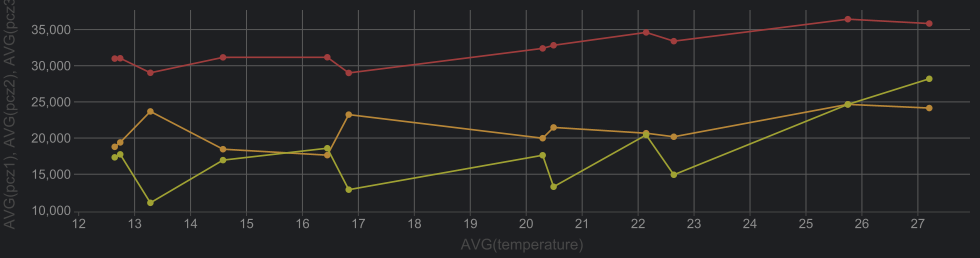 35,000
30,000
25,000
20,000
15,000
10,000
12 13 14 15 16 17 18 19 20 21 22 23 24 25 26 27
AVG(temperature)
AVG(pcz1), AVG(pcz2), AVG(pcz3